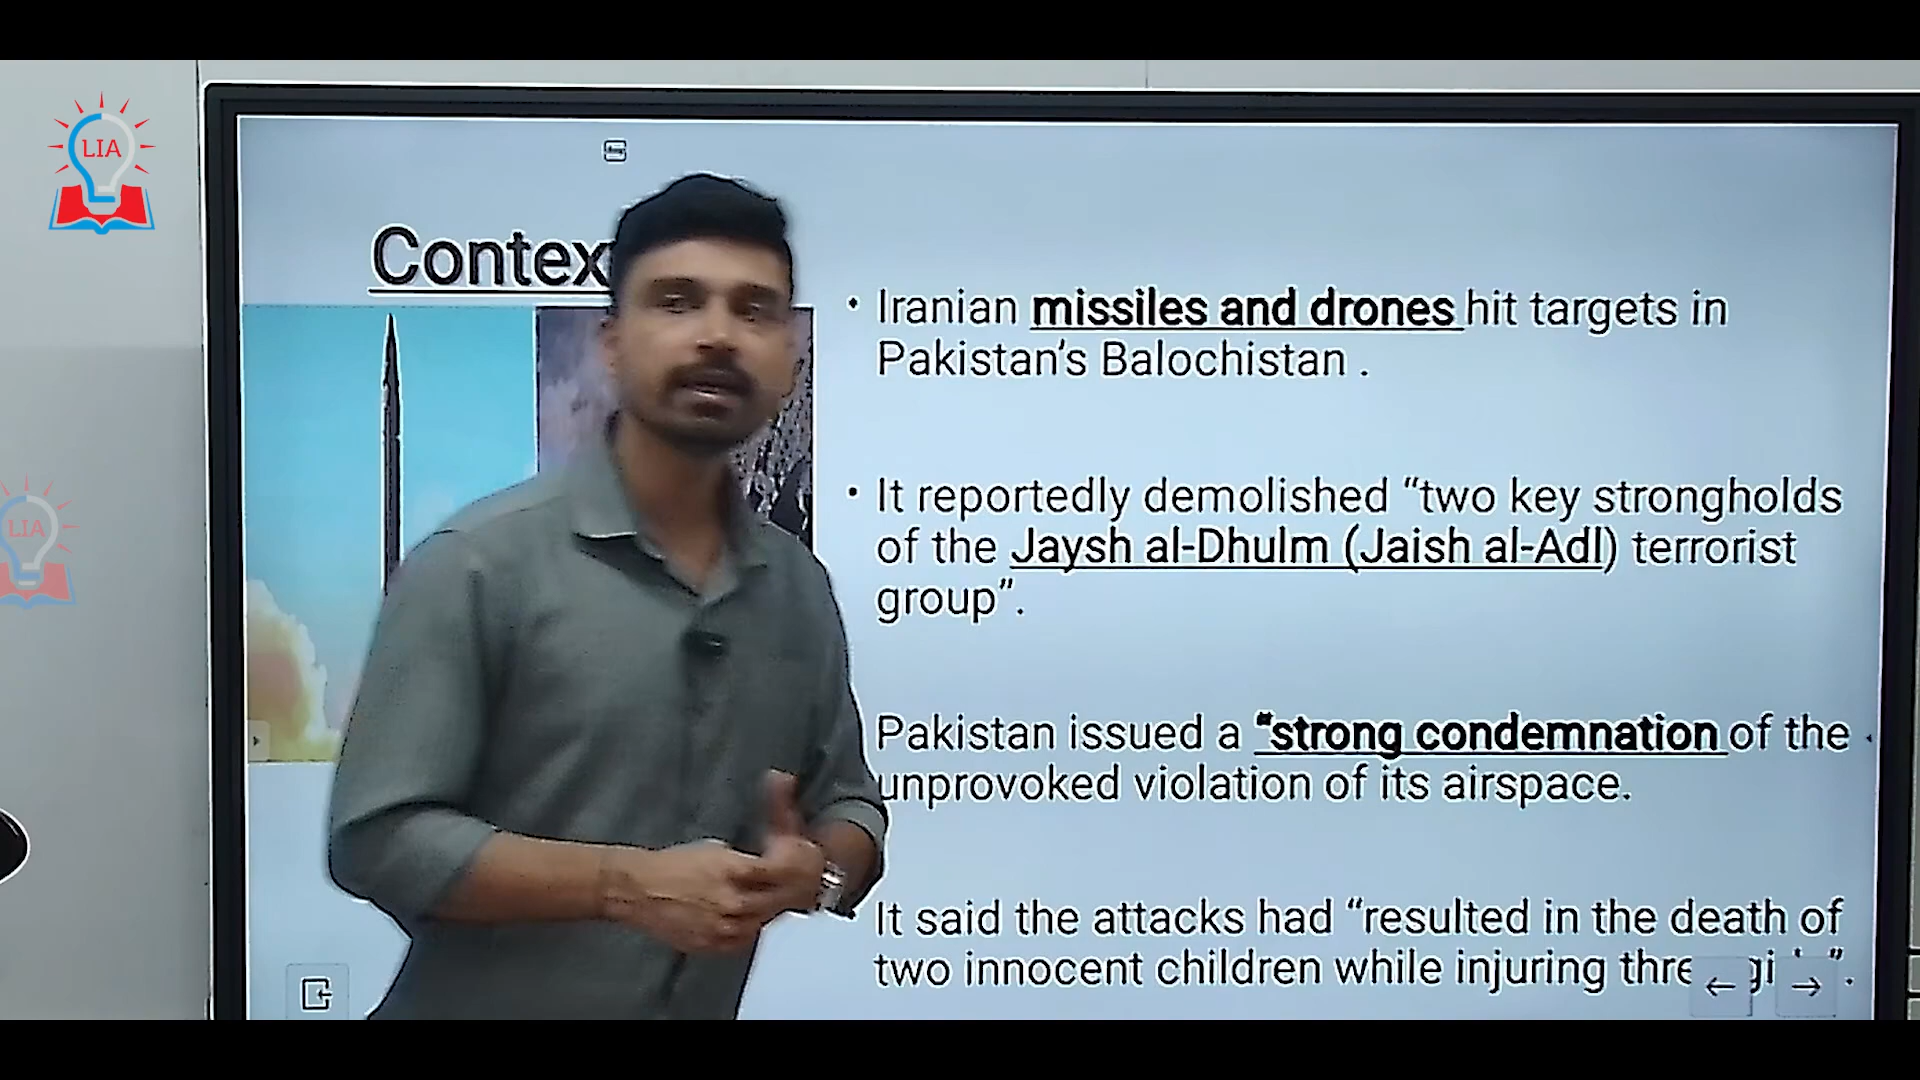 LIA
LIA
Contex
• Iranian missiles and drones hit targets in
Pakistan's Balochistan .
• It reportedly demolished “two key strongholds
of the Jaysh al-Dhulm (Jaish al-Adl) terrorist
group”.
Pakistan issued a “strong condemnation of the
unprovoked violation of its airspace.
It said the attacks had “resulted in the death of
two innocent children while injuring